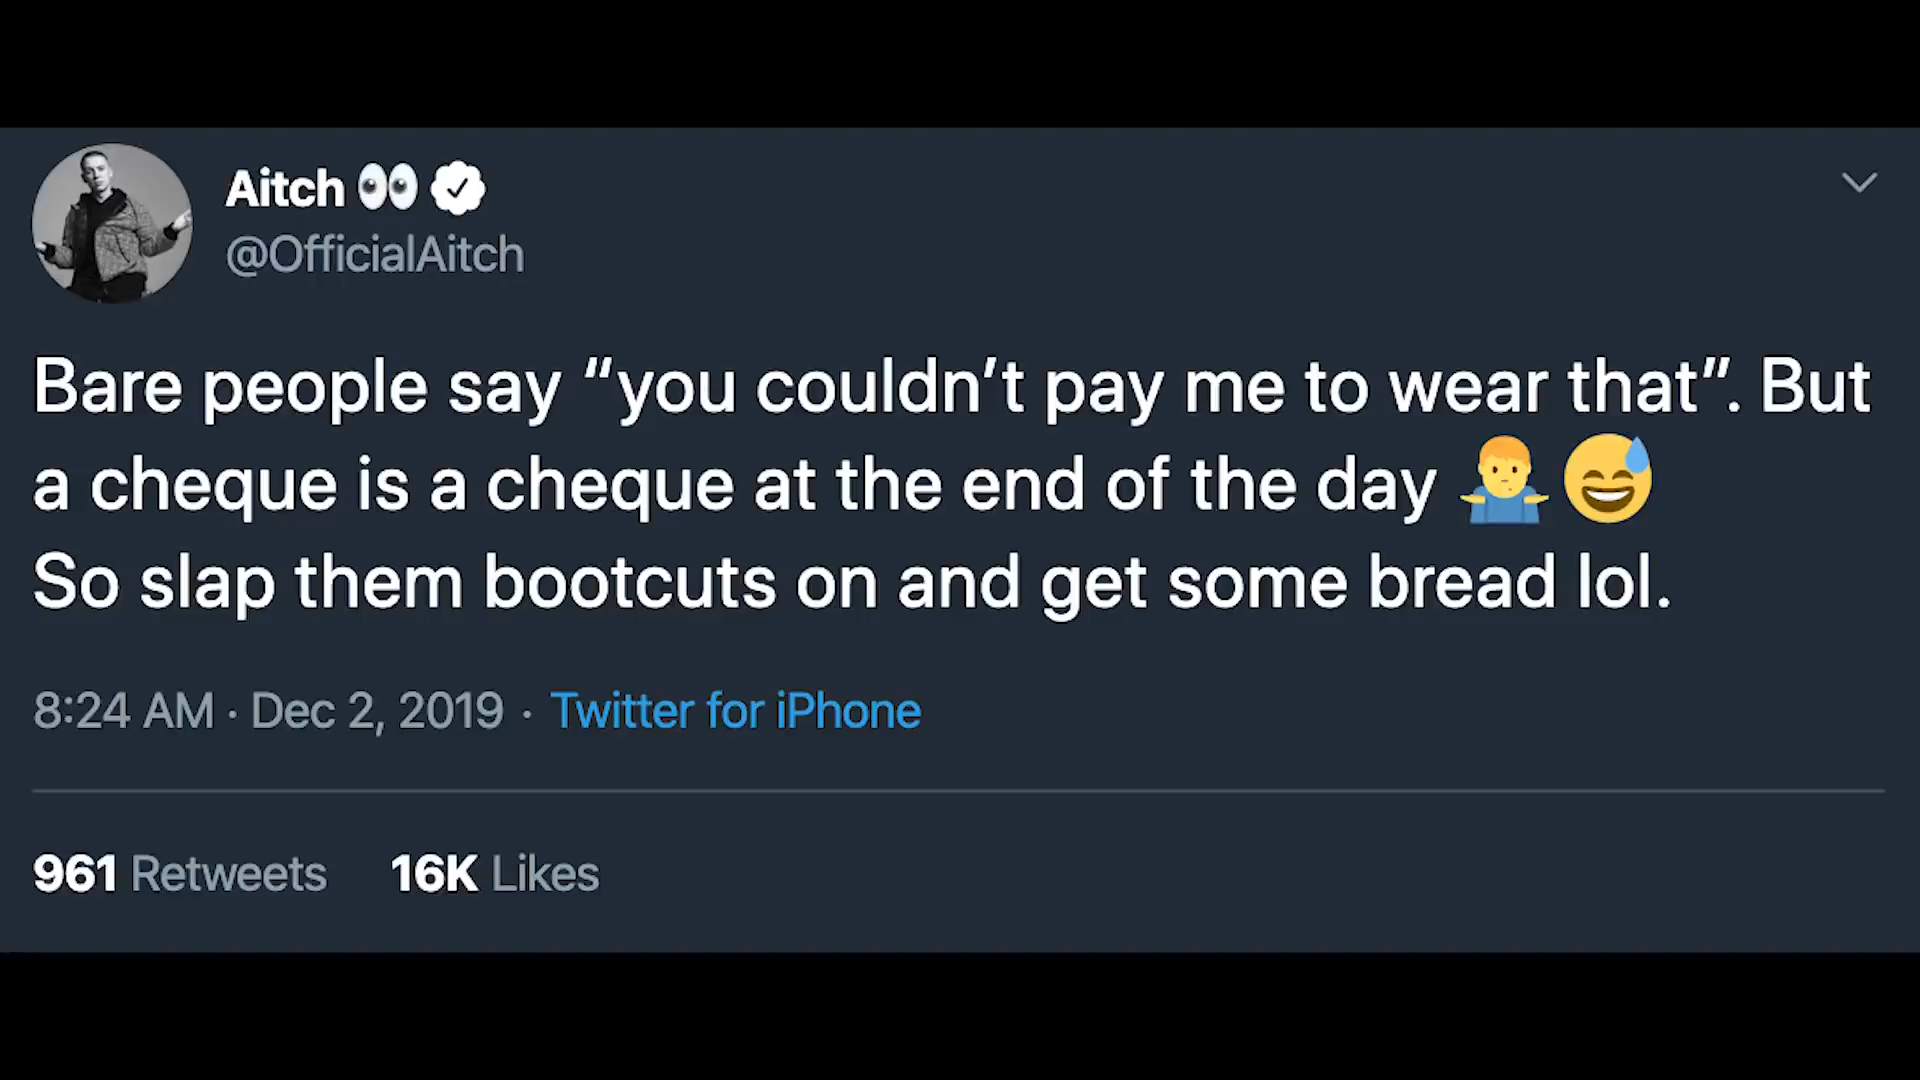 Aitch 👀
@OfficialAitch
Bare people say “you couldn’t pay me to wear that”. But
a cheque is a cheque at the end of the day 🤷‍♂️😅
So slap them bootcuts on and get some bread lol.
8:24 AM · Dec 2, 2019 · Twitter for iPhone
961 Retweets 16K Likes